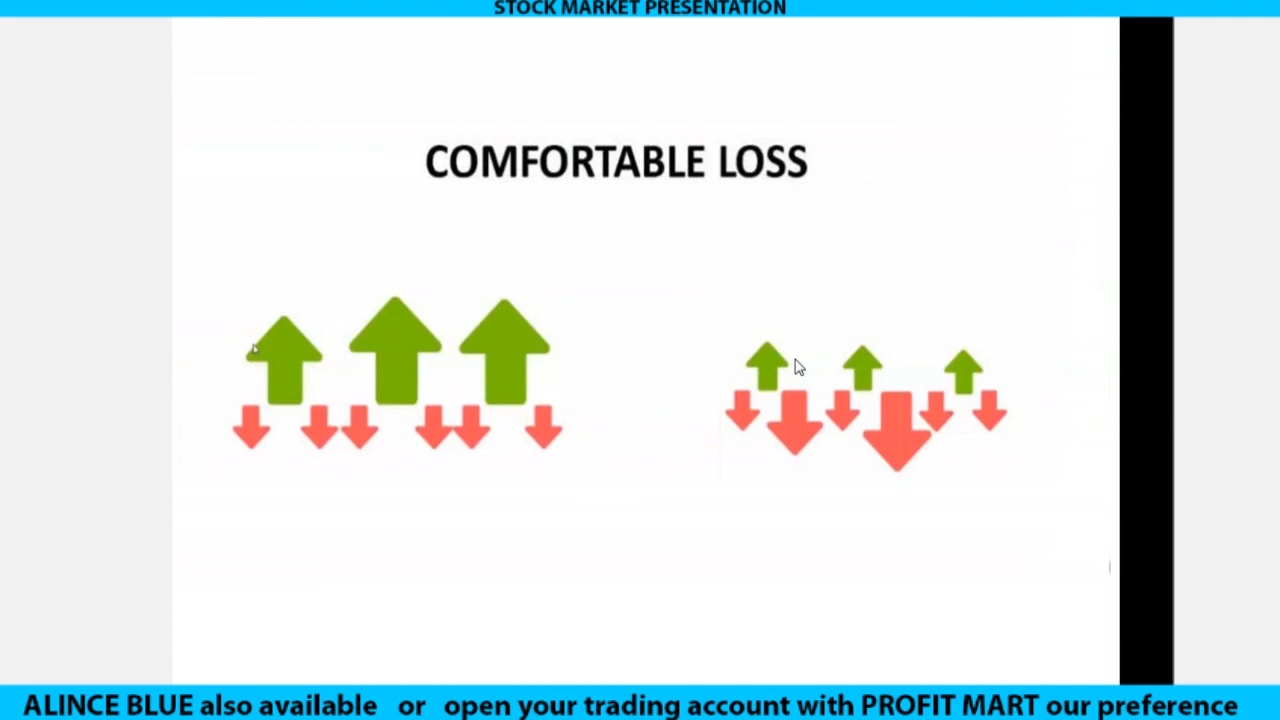 STOCK MARKET PRESENTATION
COMFORTABLE LOSS
ALINCE BLUE also available or open your trading account with PROFIT MART our preference